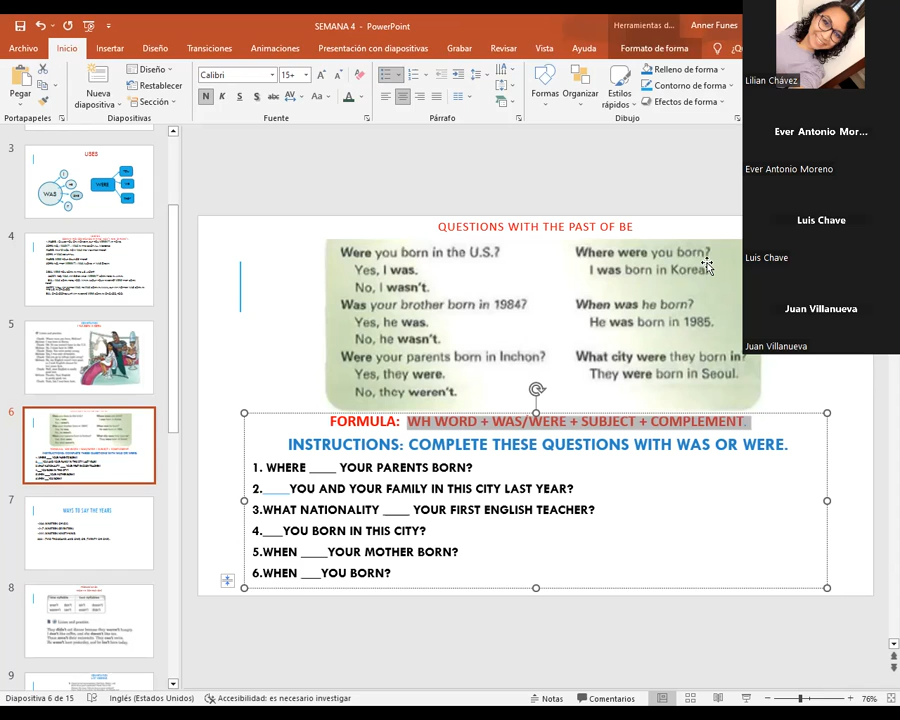 SEMANA 4 - PowerPoint
Herramientas d...
Anner Funes
Archivo
Inicio
Insertar
Diseño
Transiciones
Animaciones
Presentación con diapositivas
Grabar
Revisar
Vista
Ayuda
Formato de forma
Pegar
Nueva
diapositiva
Diseño
Restablecer
Sección
Calibri
15+
N K S S abc AV Aa A
Formas
Organizar
Estilos
rápidos
Relleno de forma
Contorno de forma
Efectos de forma
Portapapeles
Diapositivas
Fuente
Párrafo
Dibujo
Lilian Chávez
Ever Antonio Mor...
Ever Antonio Moreno
Luis Chave
Luis Chave
Juan Villanueva
Juan Villanueva
3
USES
WAS
WERE
4
5
6
7
WAYS TO SAY THE YEARS
8
9
QUESTIONS WITH THE PAST OF BE
Were you born in the U.S.?
Yes, I was.
No, I wasn't.
Was your brother born in 1984?
Yes, he was.
No, he wasn't.
Were your parents born in Inchon?
Yes, they were.
No, they weren't.
Where were you born?
I was born in Korea.
When was he born?
He was born in 1985.
What city were they born in?
They were born in Seoul.
FORMULA: WH WORD + WAS/WERE + SUBJECT + COMPLEMENT.
INSTRUCTIONS: COMPLETE THESE QUESTIONS WITH WAS OR WERE.
1. WHERE ____ YOUR PARENTS BORN?
2.____YOU AND YOUR FAMILY IN THIS CITY LAST YEAR?
3.WHAT NATIONALITY ____ YOUR FIRST ENGLISH TEACHER?
4.___YOU BORN IN THIS CITY?
5.WHEN ____YOUR MOTHER BORN?
6.WHEN ___YOU BORN?
Diapositiva 6 de 15
Inglés (Estados Unidos)
Accesibilidad: es necesario investigar
Notas
Comentarios
76%